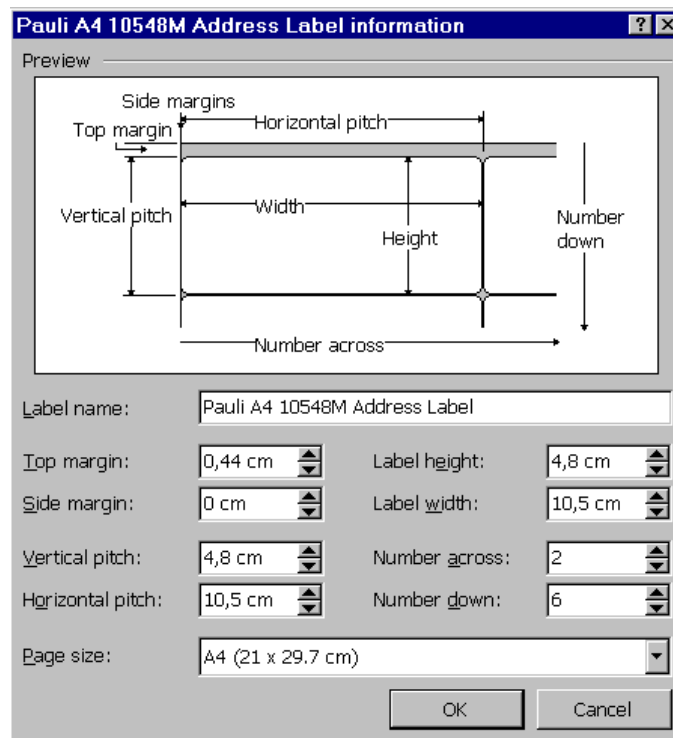 Pauli A4 10548M Address Label information
Preview
Side margins
Top margin
Horizontal pitch
Vertical pitch
Width
Height
Number
down
Number across
Label name: Pauli A4 10548M Address Label
Top margin: 0,44 cm Label height: 4,8 cm
Side margin: 0 cm Label width: 10,5 cm
Vertical pitch: 4,8 cm Number across: 2
Horizontal pitch: 10,5 cm Number down: 6
Page size: A4 (21 x 29.7 cm)
OK Cancel